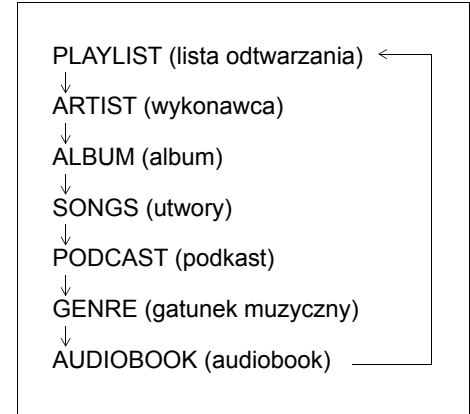 PLAYLIST (lista odtwarzania)
ARTIST (wykonawca)
ALBUM (album)
SONGS (utwory)
PODCAST (podkast)
GENRE (gatunek muzyczny)
AUDIOBOOK (audiobook)